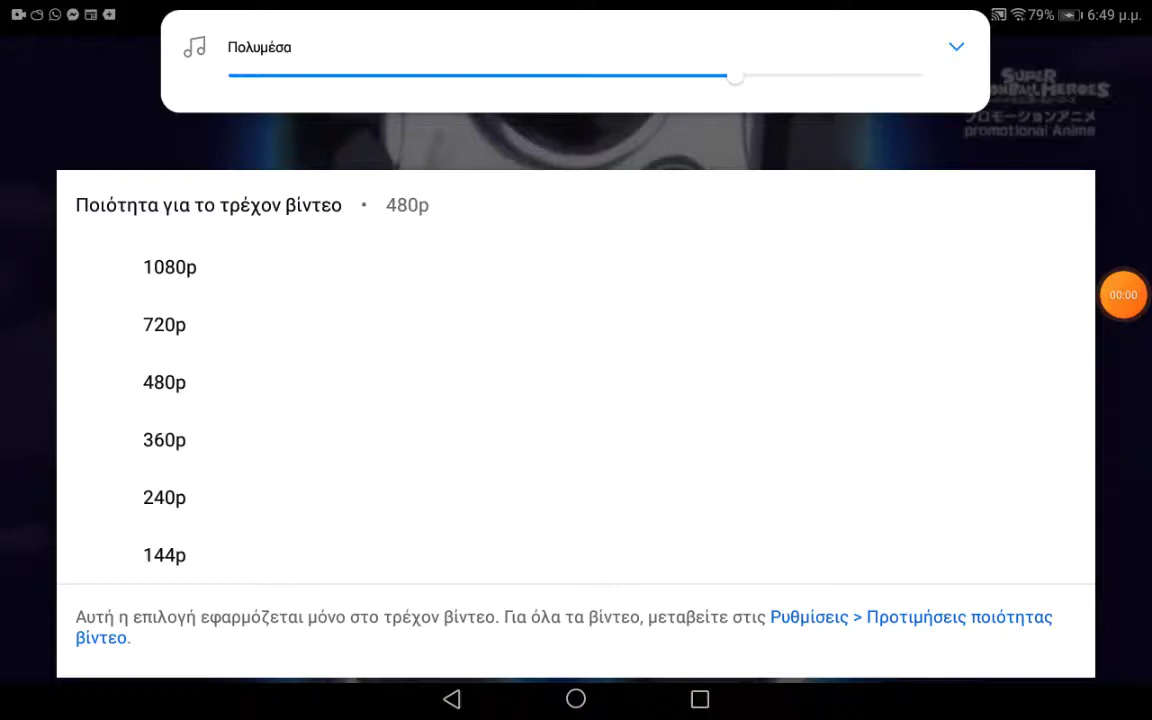 79% 6:49 μ.μ.
Πολυμέσα
SUPER
DRAGONBALL HEROES
プロモーションアニメ
promotional Anime
Ποιότητα για το τρέχον βίντεο • 480p
1080p
720p
00:00
480p
360p
240p
144p
Αυτή η επιλογή εφαρμόζεται μόνο στο τρέχον βίντεο. Για όλα τα βίντεο, μεταβείτε στις Ρυθμίσεις > Προτιμήσεις ποιότητας
βίντεο.